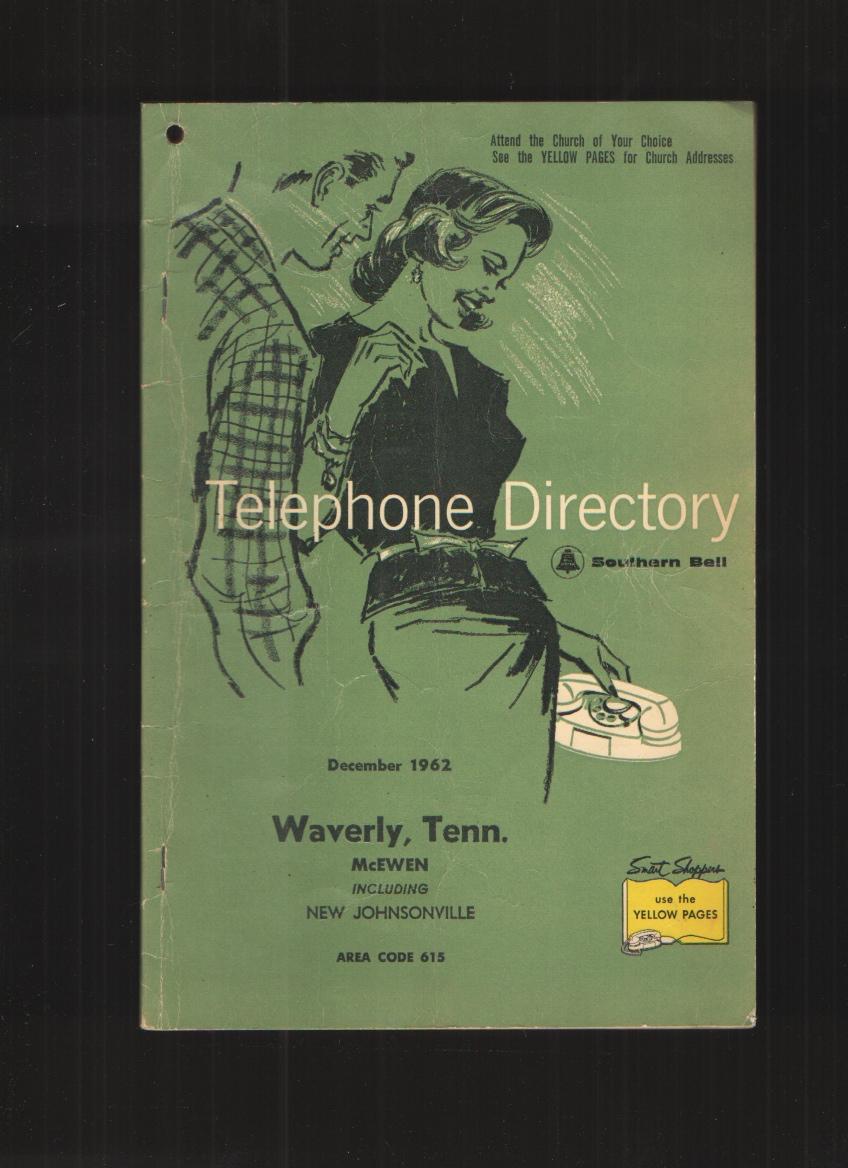 Attend the Church of Your Choice
See the YELLOW PAGES for Church Addresses
Telephone Directory
Southern Bell
December 1962
Waverly, Tenn.
McEWEN
INCLUDING
NEW JOHNSONVILLE
AREA CODE 615
Smart Shoppers
use the
YELLOW PAGES